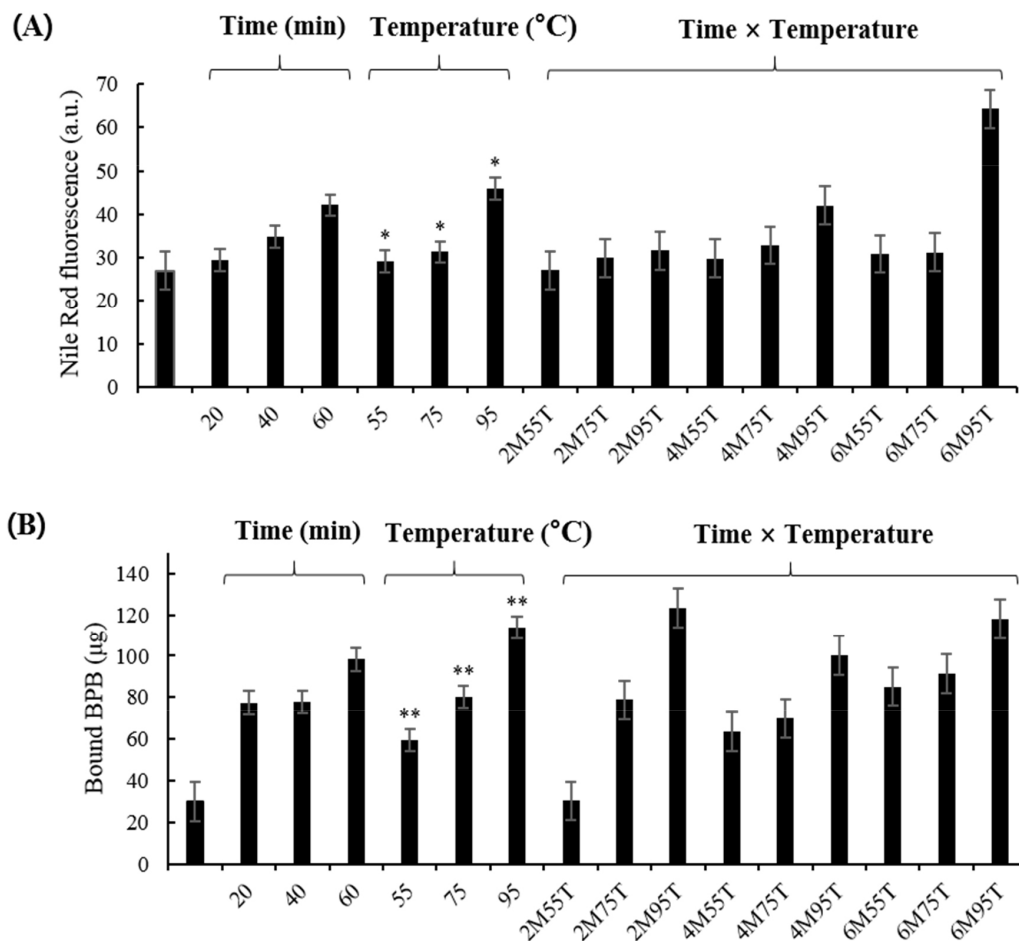 (A)
Time (min) Temperature (°C) Time × Temperature
Nile Red fluorescence (a.u.)
70
60
50
40
30
20
10
0
* * *
20 40 60 55 75 95 2M55T 2M75T 2M95T 4M55T 4M75T 4M95T 6M55T 6M75T 6M95T
(B)
Time (min) Temperature (°C) Time × Temperature
Bound BPB (μg)
140
120
100
80
60
40
20
0
** ** **
20 40 60 55 75 95 2M55T 2M75T 2M95T 4M55T 4M75T 4M95T 6M55T 6M75T 6M95T